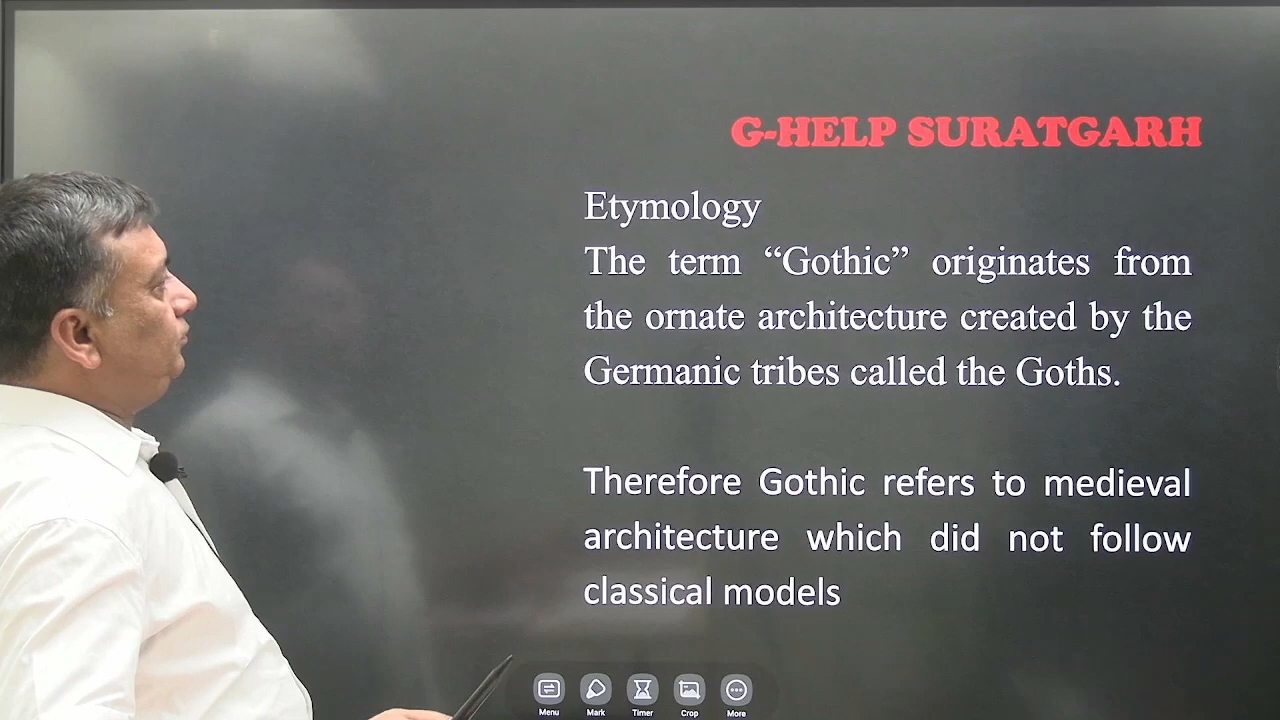 G-HELP SURATGARH
Etymology
The term “Gothic” originates from
the ornate architecture created by the
Germanic tribes called the Goths.
Therefore Gothic refers to medieval
architecture which did not follow
classical models
Menu
Mark
Timer
Crop
More